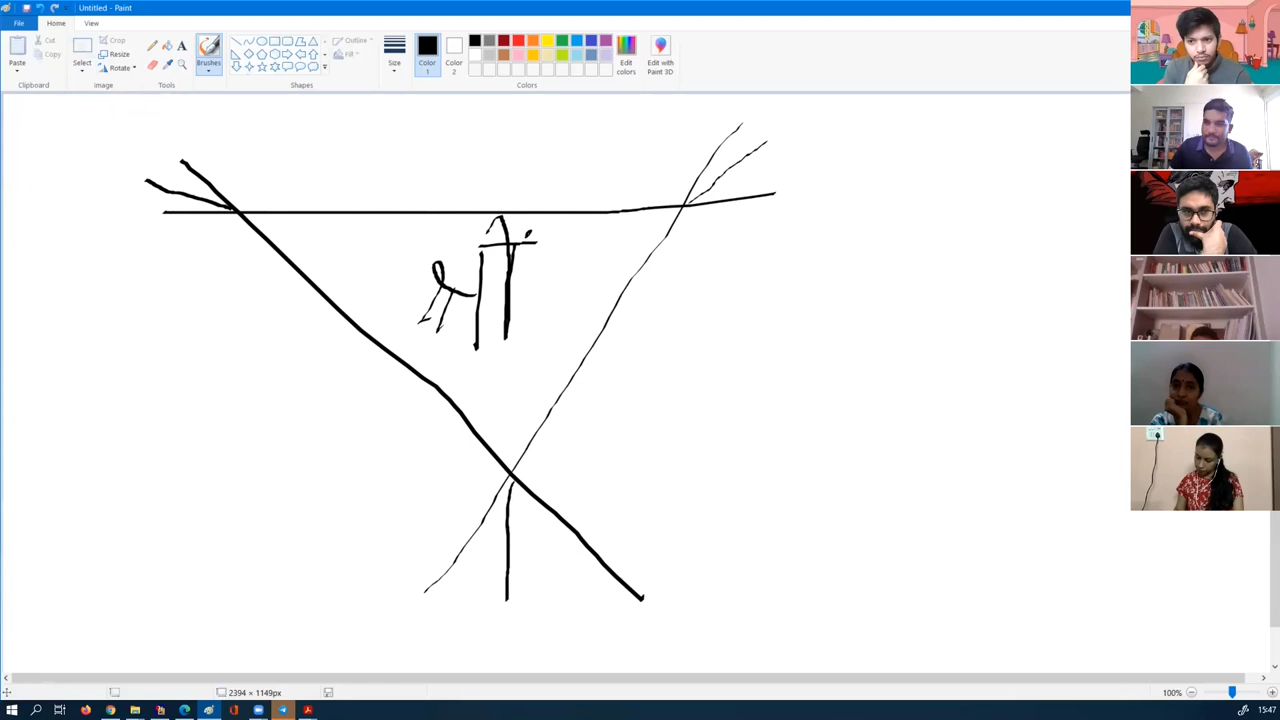 Untitled - Paint
File Home View
Paste Cut Copy Clipboard
Select Crop Resize Rotate Image
Tools
Brushes
Outline Fill Shapes
Size
Color 1 Color 2 Edit colors Colors
Edit with Paint 3D
2394 × 1149px 100%
15:47